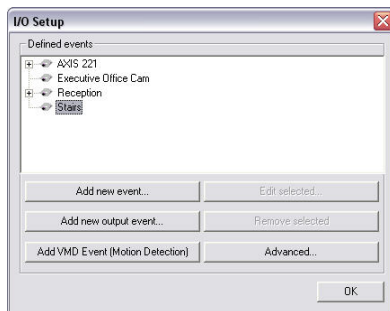 I/O Setup
Defined events
AXIS 221
Executive Office Cam
Reception
Stairs
Add new event...
Edit selected...
Add new output event...
Remove selected
Add VMD Event (Motion Detection)
Advanced...
OK